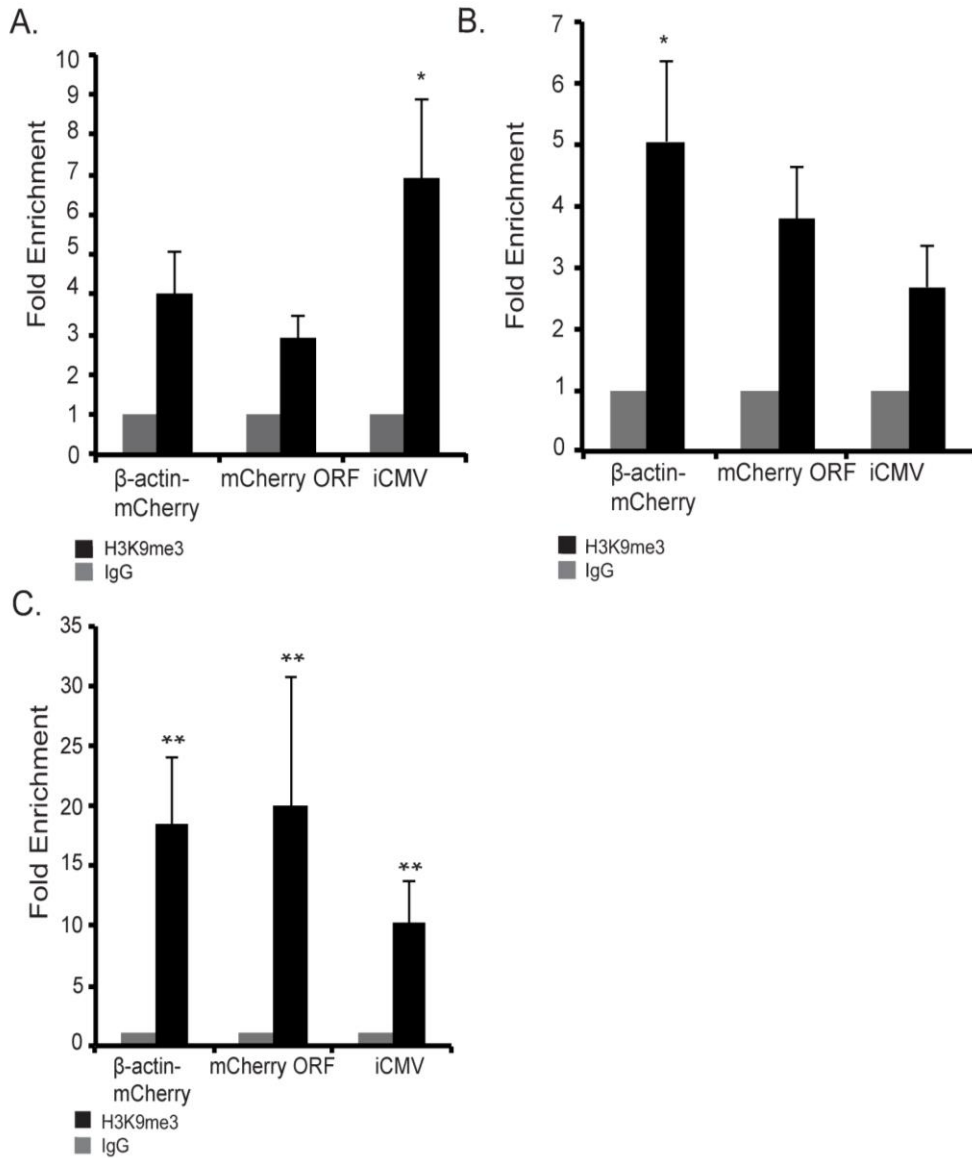 A.
Fold Enrichment
10
9
8
7
6
5
4
3
2
1
0
*
β-actin-
mCherry
mCherry ORF
iCMV
H3K9me3
IgG
B.
Fold Enrichment
7
6
5
4
3
2
1
0
*
β-actin-
mCherry
mCherry ORF
iCMV
H3K9me3
IgG
C.
Fold Enrichment
35
30
25
20
15
10
5
0
**
**
**
β-actin-
mCherry
mCherry ORF
iCMV
H3K9me3
IgG